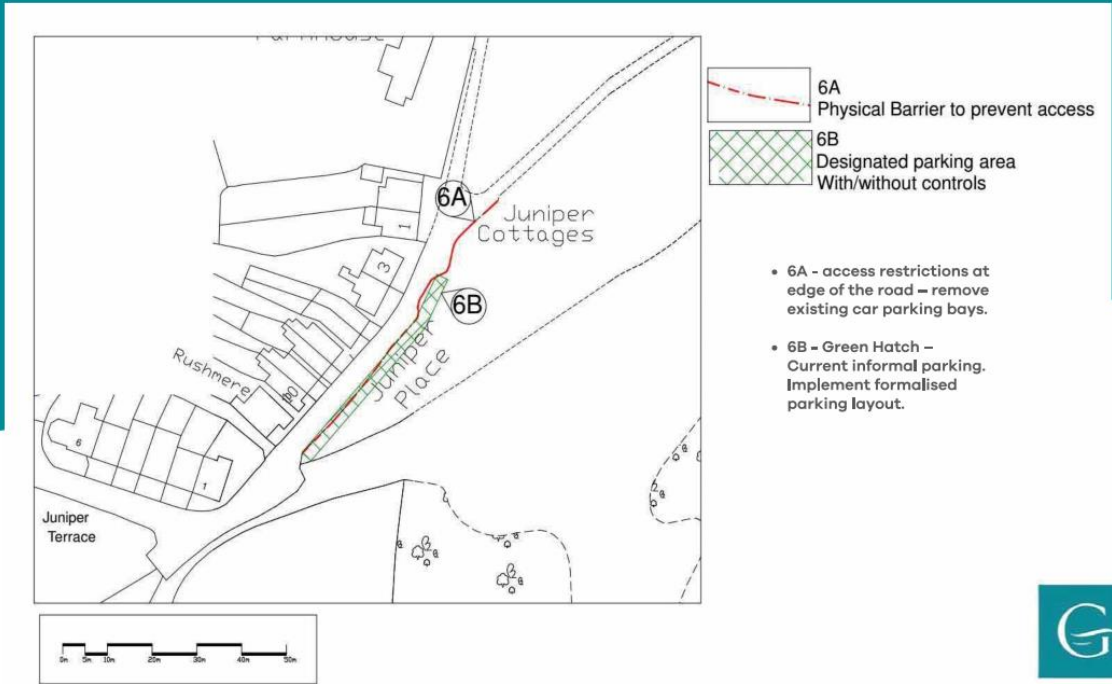 6A
Physical Barrier to prevent access
6B
Designated parking area
With/without controls
6A
1
Juniper
Cottages
3
6B
Juniper
Place
Rushmere
6
1
Juniper
Terrace
• 6A - access restrictions at
edge of the road – remove
existing car parking bays.
• 6B - Green Hatch –
Current informal parking.
Implement formalised
parking layout.
0m 5m 10m 20m 30m 40m 50m
G